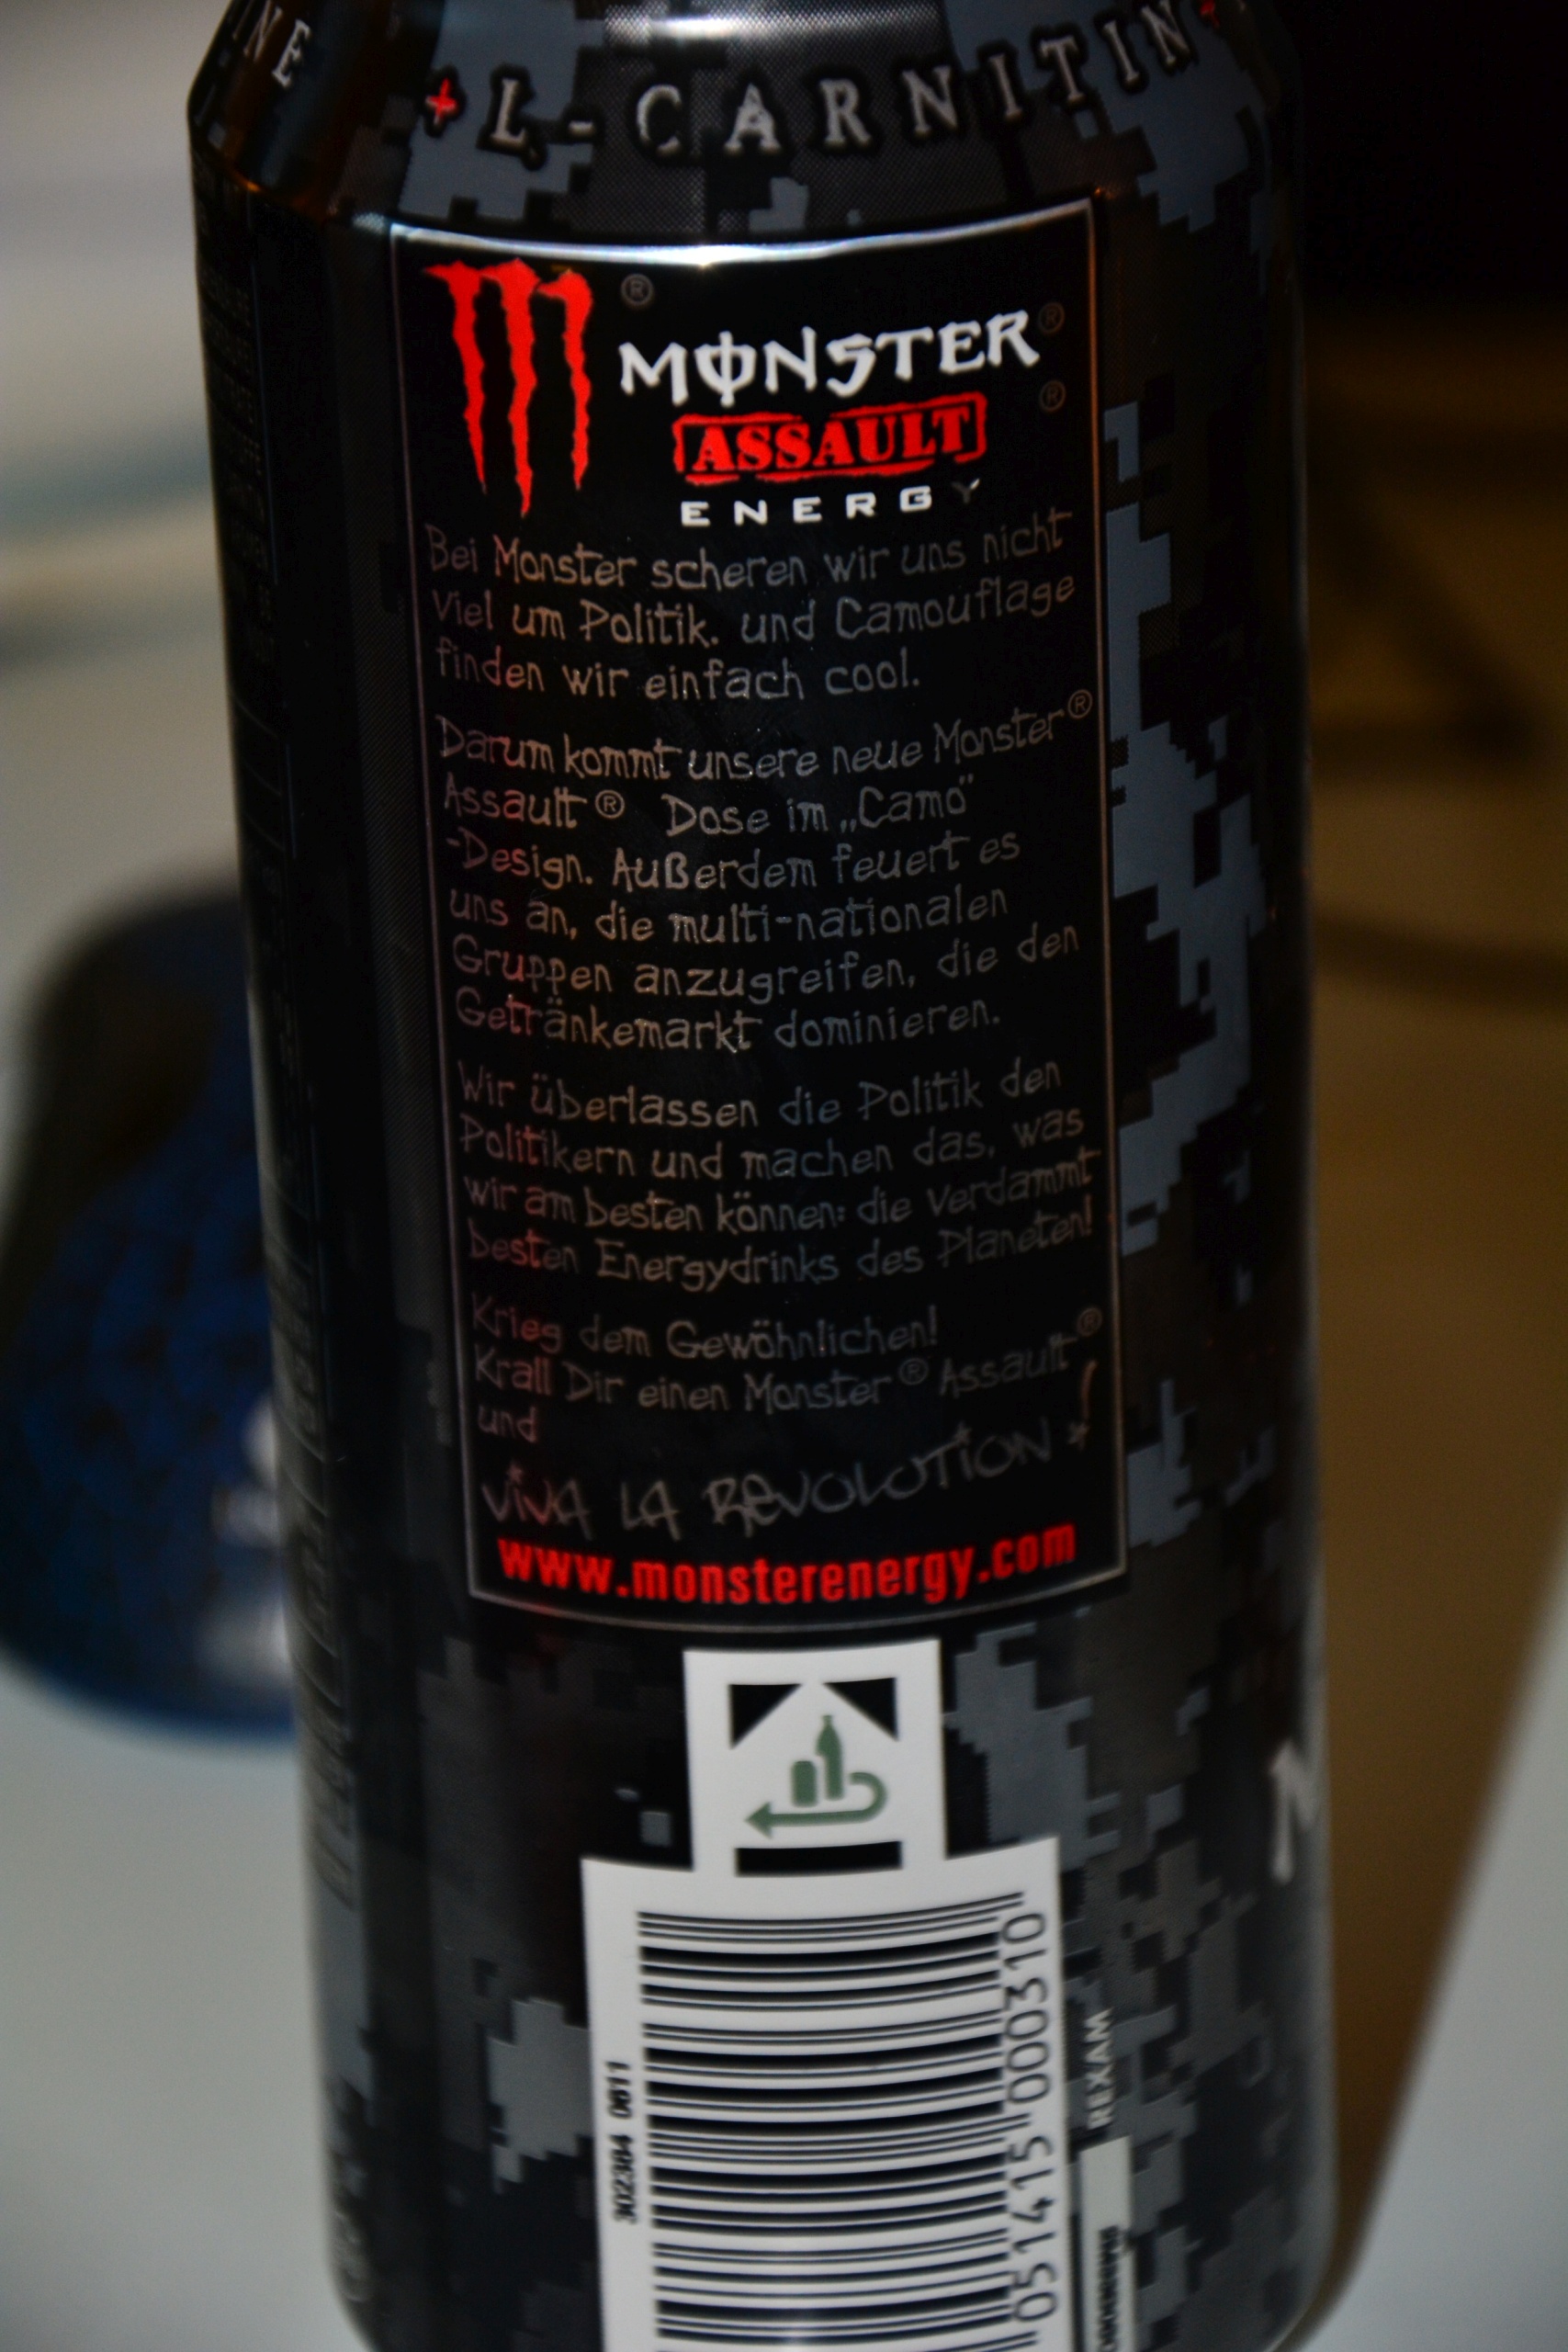 INE + L-CARNITIN +
® MONSTER ®
ASSAULT ®
ENERGY
Bei Monster scheren wir uns nicht
viel um Politik. und Camouflage
finden wir einfach cool.
Darum kommt unsere neue Monster®
Assault® Dose im „Camo"
-Design. Außerdem feuert es
uns an, die multi-nationalen
Gruppen anzugreifen, die den
Getränkemarkt dominieren.
Wir überlassen die Politik den
Politikern und machen das, was
wir am besten können: die verdammt
besten Energydrinks des Planeten!
Krieg dem Gewöhnlichen!
Krall Dir einen Monster® Assault®
und
VIVA LA REVOLUTION!
www.monsterenergy.com
302384 0611
051415 000310
REXAM